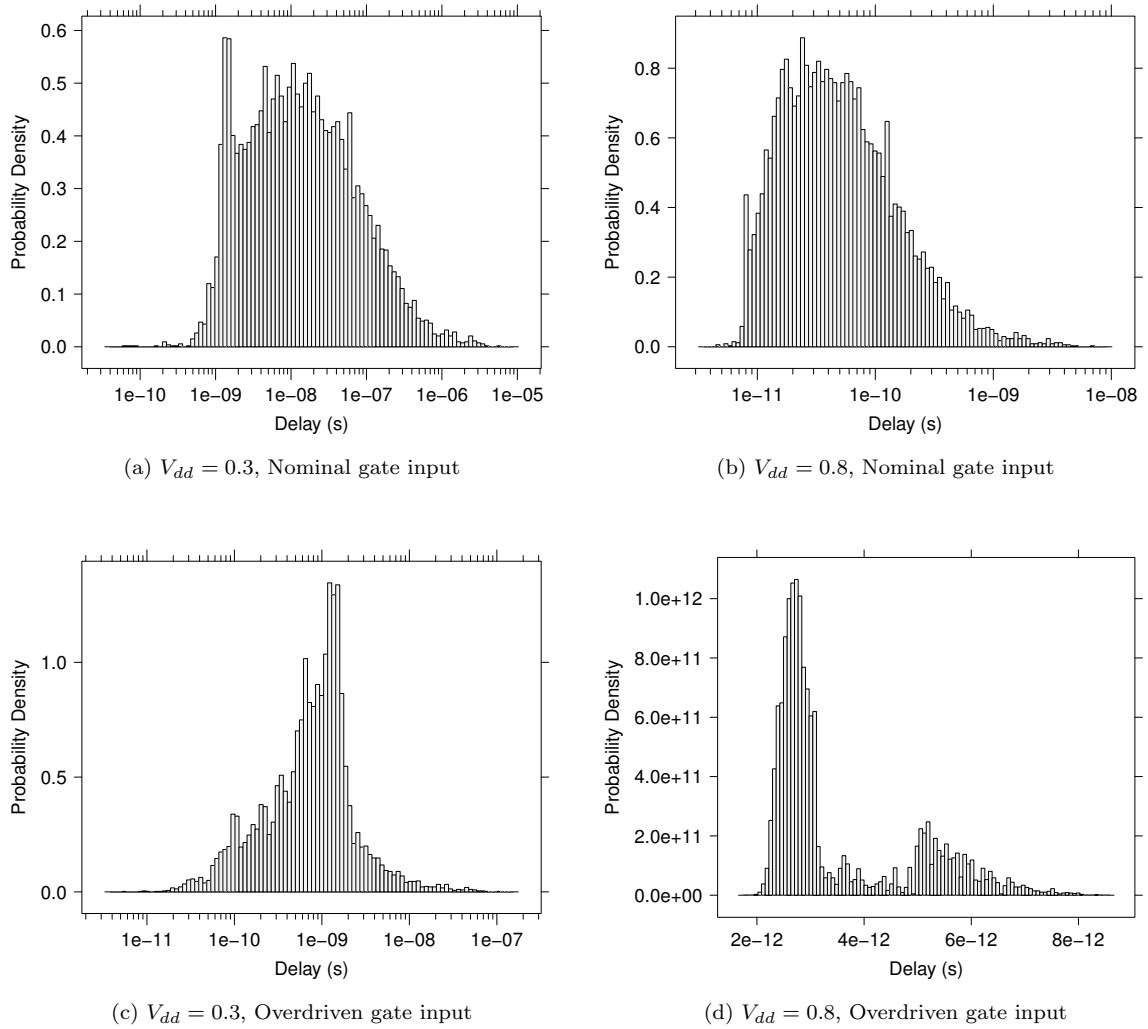 0.6
0.5
0.4
0.3
0.2
0.1
0.0
Probability Density
1e−10 1e−09 1e−08 1e−07 1e−06 1e−05
Delay (s)
(a) Vdd = 0.3, Nominal gate input
0.8
0.6
0.4
0.2
0.0
Probability Density
1e−11 1e−10 1e−09 1e−08
Delay (s)
(b) Vdd = 0.8, Nominal gate input
1.0
0.5
0.0
Probability Density
1e−11 1e−10 1e−09 1e−08 1e−07
Delay (s)
(c) Vdd = 0.3, Overdriven gate input
1.0e+12
8.0e+11
6.0e+11
4.0e+11
2.0e+11
0.0e+00
Probability Density
2e−12 4e−12 6e−12 8e−12
Delay (s)
(d) Vdd = 0.8, Overdriven gate input